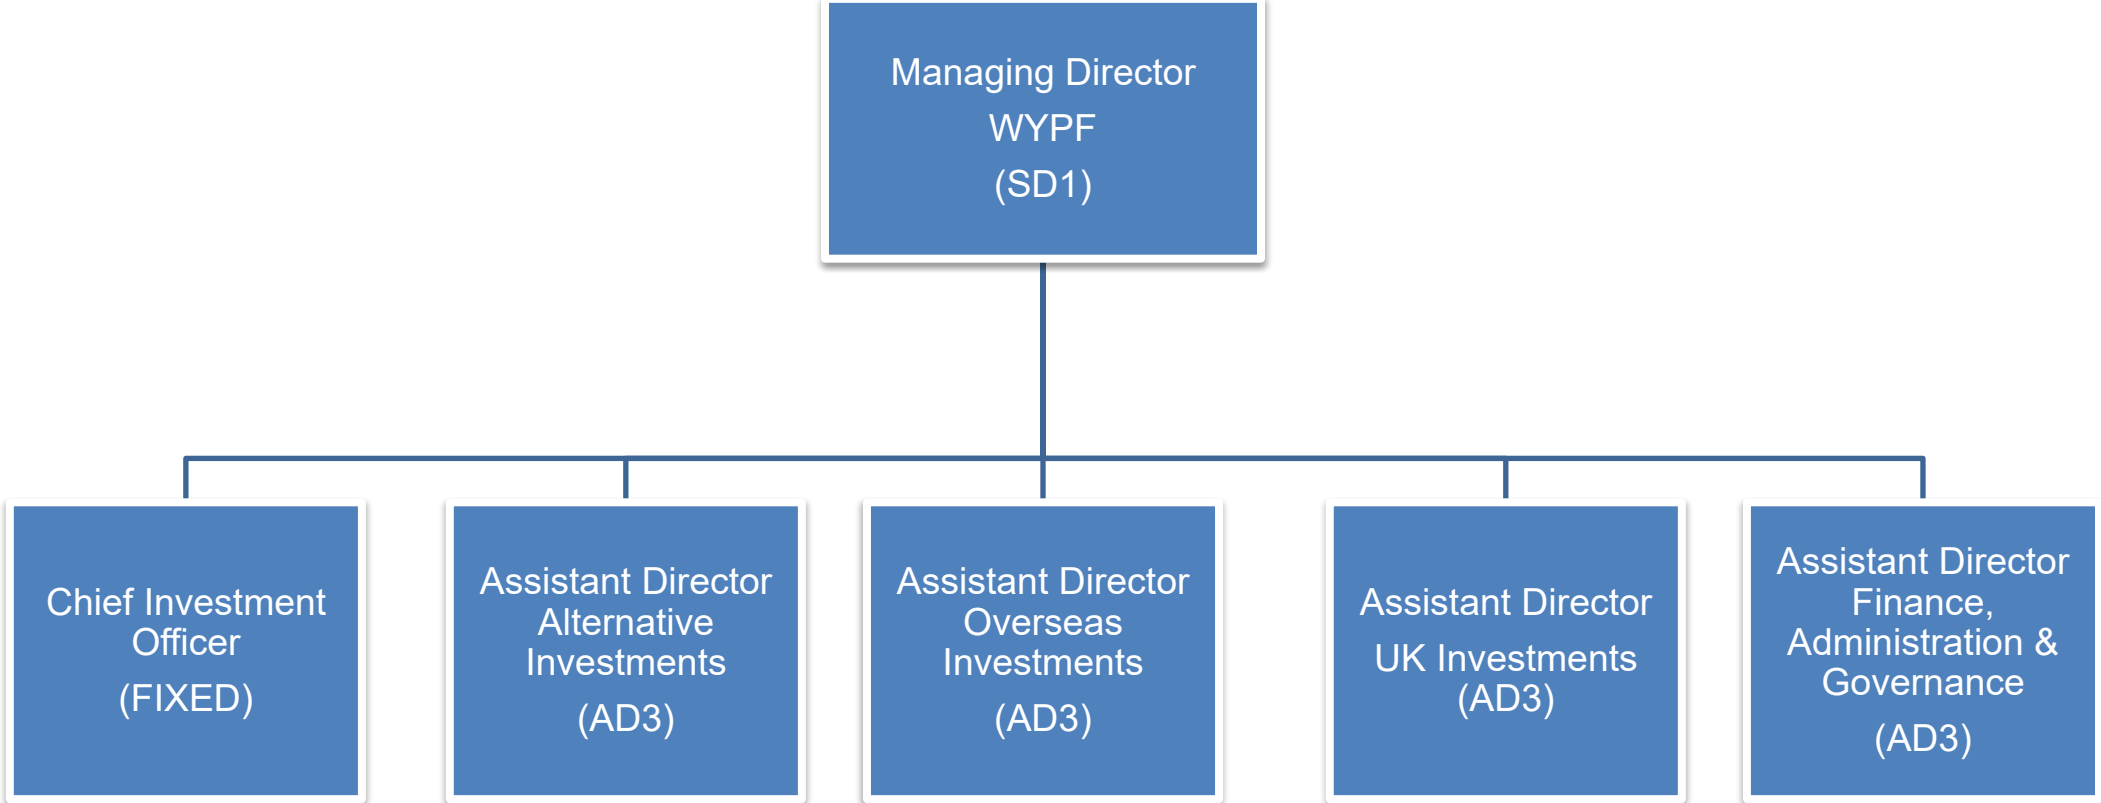 Managing Director
WYPF
(SD1)
Chief Investment
Officer
(FIXED)
Assistant Director
Alternative
Investments
(AD3)
Assistant Director
Overseas
Investments
(AD3)
Assistant Director
UK Investments
(AD3)
Assistant Director
Finance,
Administration &
Governance
(AD3)